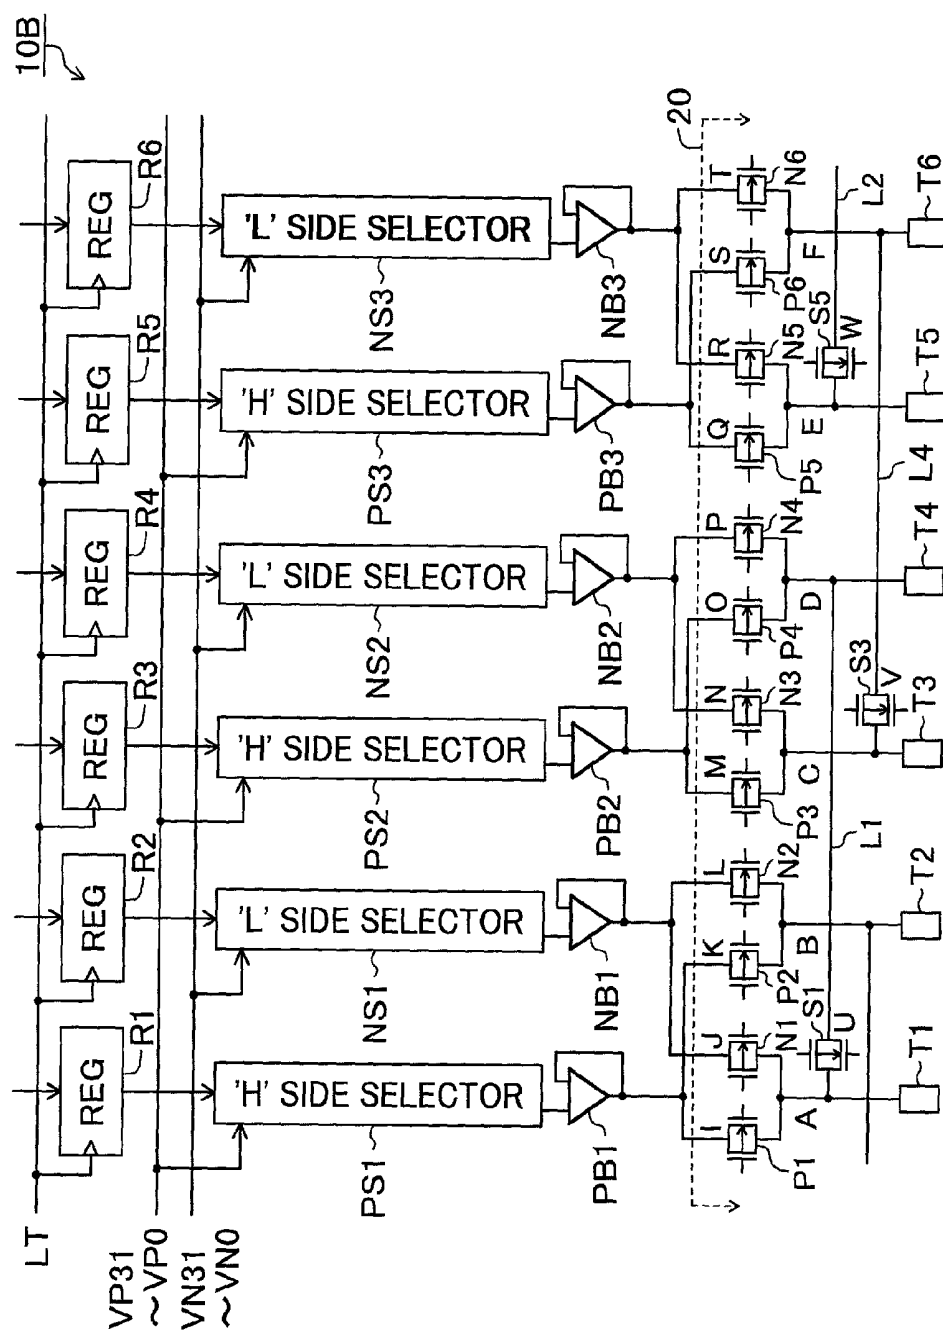 10B
LT
REG REG REG REG REG REG
R1 R2 R3 R4 R5 R6
VP31
~VP0
VN31
~VN0
'H' SIDE SELECTOR 'L' SIDE SELECTOR 'H' SIDE SELECTOR 'L' SIDE SELECTOR 'H' SIDE SELECTOR 'L' SIDE SELECTOR
PS1 NS1 PS2 NS2 PS3 NS3
PB1 NB1 PB2 NB2 PB3 NB3
20
I J K L M N O P Q R S T
P1 N1 P2 N2 P3 N3 P4 N4 P5 N5 P6 N6
A B C D E F
S1 S3 S5
U V W
L1 L4 L2
T1 T2 T3 T4 T5 T6